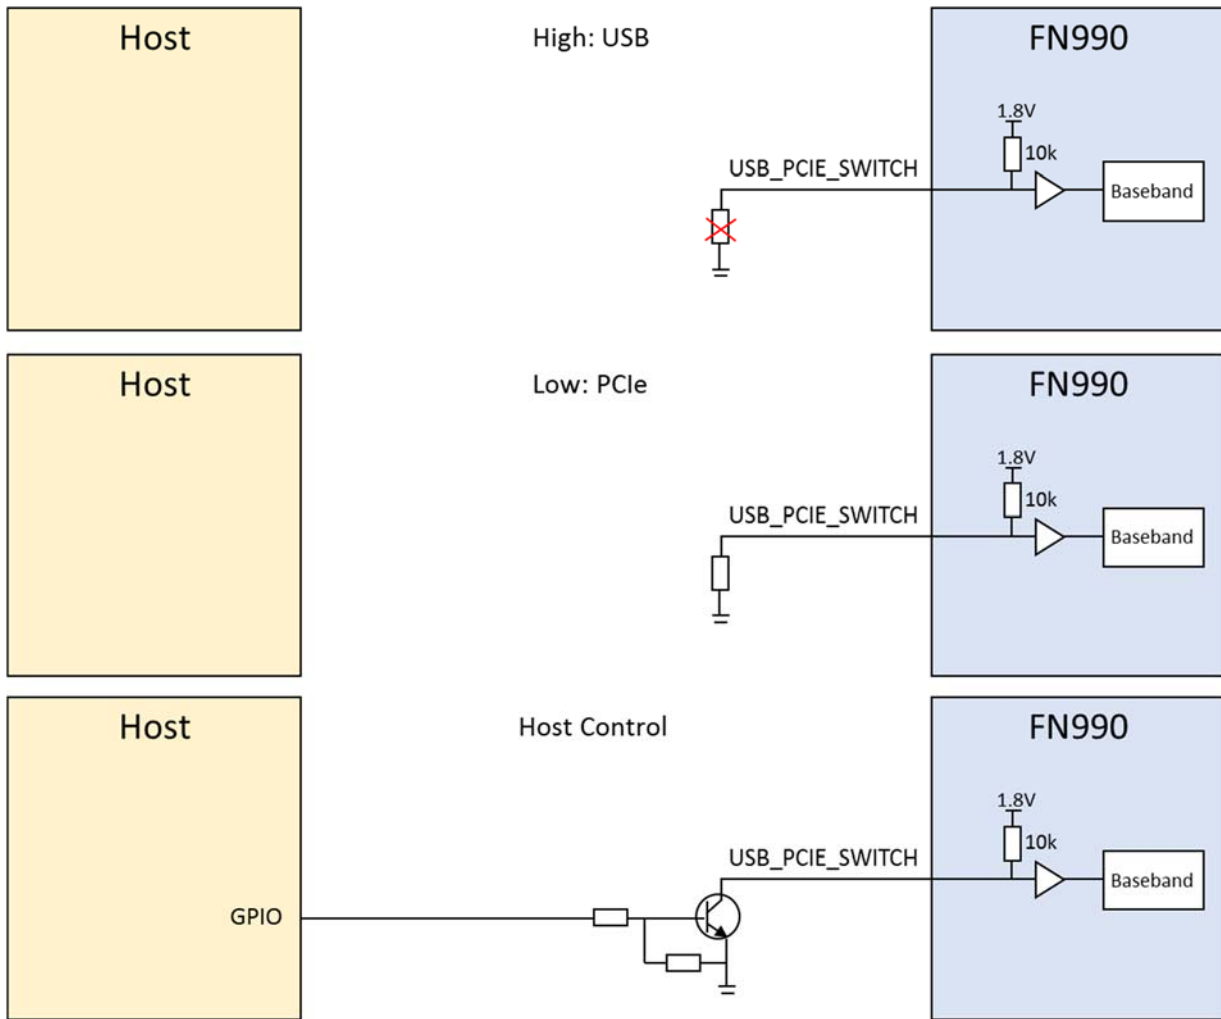 Host
High: USB
FN990
1.8V
10k
USB_PCIE_SWITCH
Baseband
Host
Low: PCIe
FN990
1.8V
10k
USB_PCIE_SWITCH
Baseband
Host
Host Control
FN990
1.8V
10k
USB_PCIE_SWITCH
Baseband
GPIO